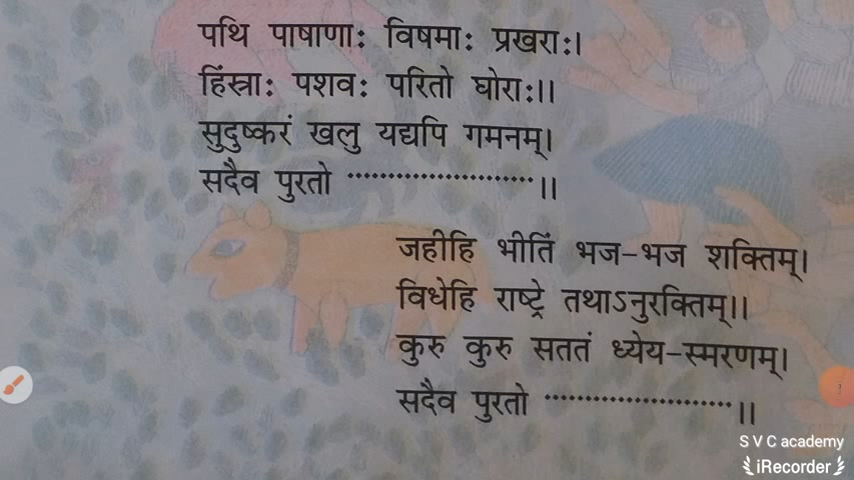 पथि पाषाणाः विषमाः प्रखराः।
हिंस्राः पशवः परितो घोराः।।
सुदुष्करं खलु यद्यपि गमनम्।
सदैव पुरतो ........................।।
जहीहि भीतिं भज-भज शक्तिम्।
विधेहि राष्ट्रे तथाऽनुरक्तिम्।।
कुरु कुरु सततं ध्येय-स्मरणम्।
सदैव पुरतो ........................।।
S V C academy
iRecorder